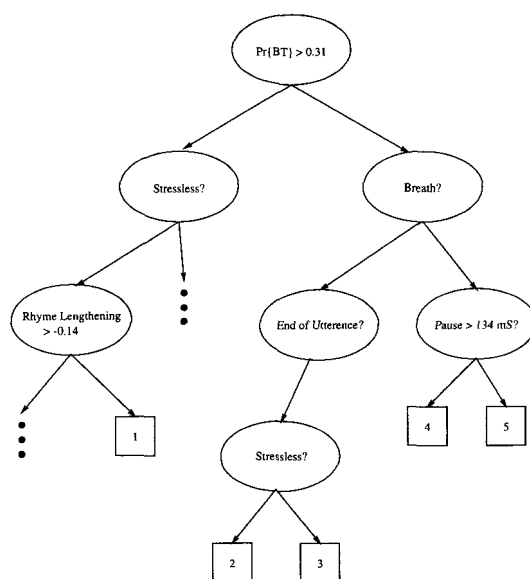 Pr{BT} > 0.31
Stressless?
Breath?
Rhyme Lengthening
> -0.14
End of Utterence?
Pause > 134 mS?
1
4
5
Stressless?
2
3